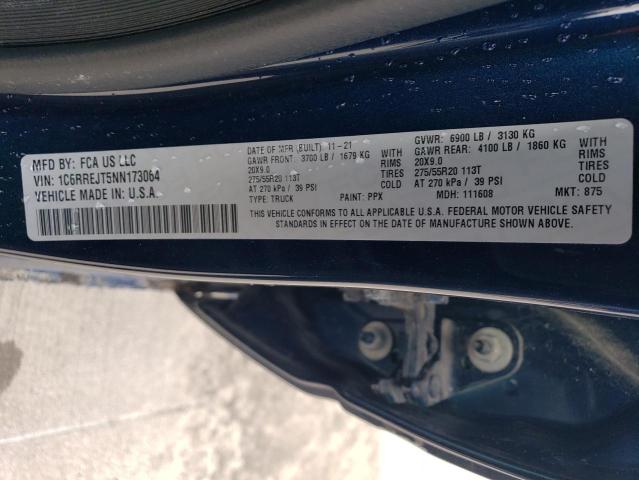 MFD BY: FCA US LLC
VIN: 1C6RREJT5NN173064
VEHICLE MADE IN U.S.A.
DATE OF MFR (BUILT) 11-21
GAWR FRONT: 3700 LB / 1679 KG WITH
20X9.0 RIMS
275/55R20 113T TIRES
AT 270 kPa / 39 PSI COLD
TYPE: TRUCK PAINT: PPX
GVWR: 6900 LB / 3130 KG
GAWR REAR: 4100 LB / 1860 KG WITH
20X9.0 RIMS
275/55R20 113T TIRES
AT 270 kPa / 39 PSI COLD
MDH: 111608 MKT: 875
THIS VEHICLE CONFORMS TO ALL APPLICABLE U.S.A. FEDERAL MOTOR VEHICLE SAFETY
STANDARDS IN EFFECT ON THE DATE OF MANUFACTURE SHOWN ABOVE.